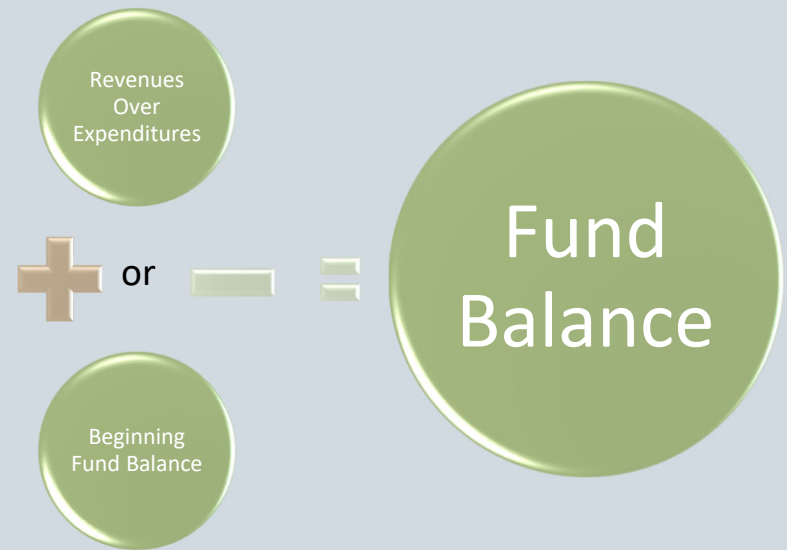 Revenues
Over
Expenditures
or
Beginning
Fund Balance
Fund
Balance